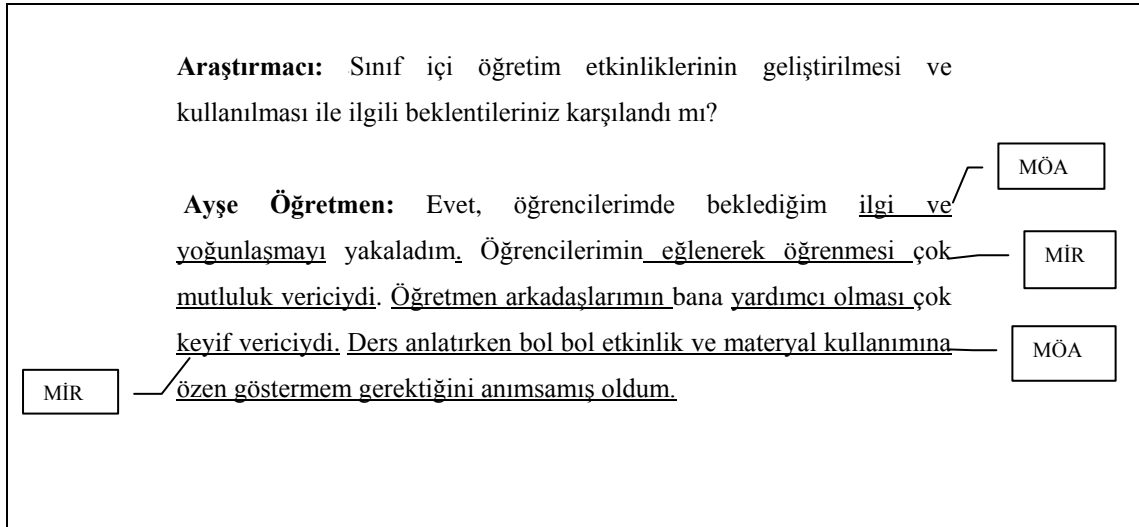 Araştırmacı: Sınıf içi öğretim etkinliklerinin geliştirilmesi ve
kullanılması ile ilgili beklentileriniz karşılandı mı?
MÖA
Ayşe Öğretmen: Evet, öğrencilerimde beklediğim ilgi ve
yoğunlaşmayı yakaladım. Öğrencilerimin eğlenerek öğrenmesi çok
MİR
mutluluk vericiydi. Öğretmen arkadaşlarımın bana yardımcı olması çok
keyif vericiydi. Ders anlatırken bol bol etkinlik ve materyal kullanımına
MÖA
MİR
özen göstermem gerektiğini anımsamış oldum.